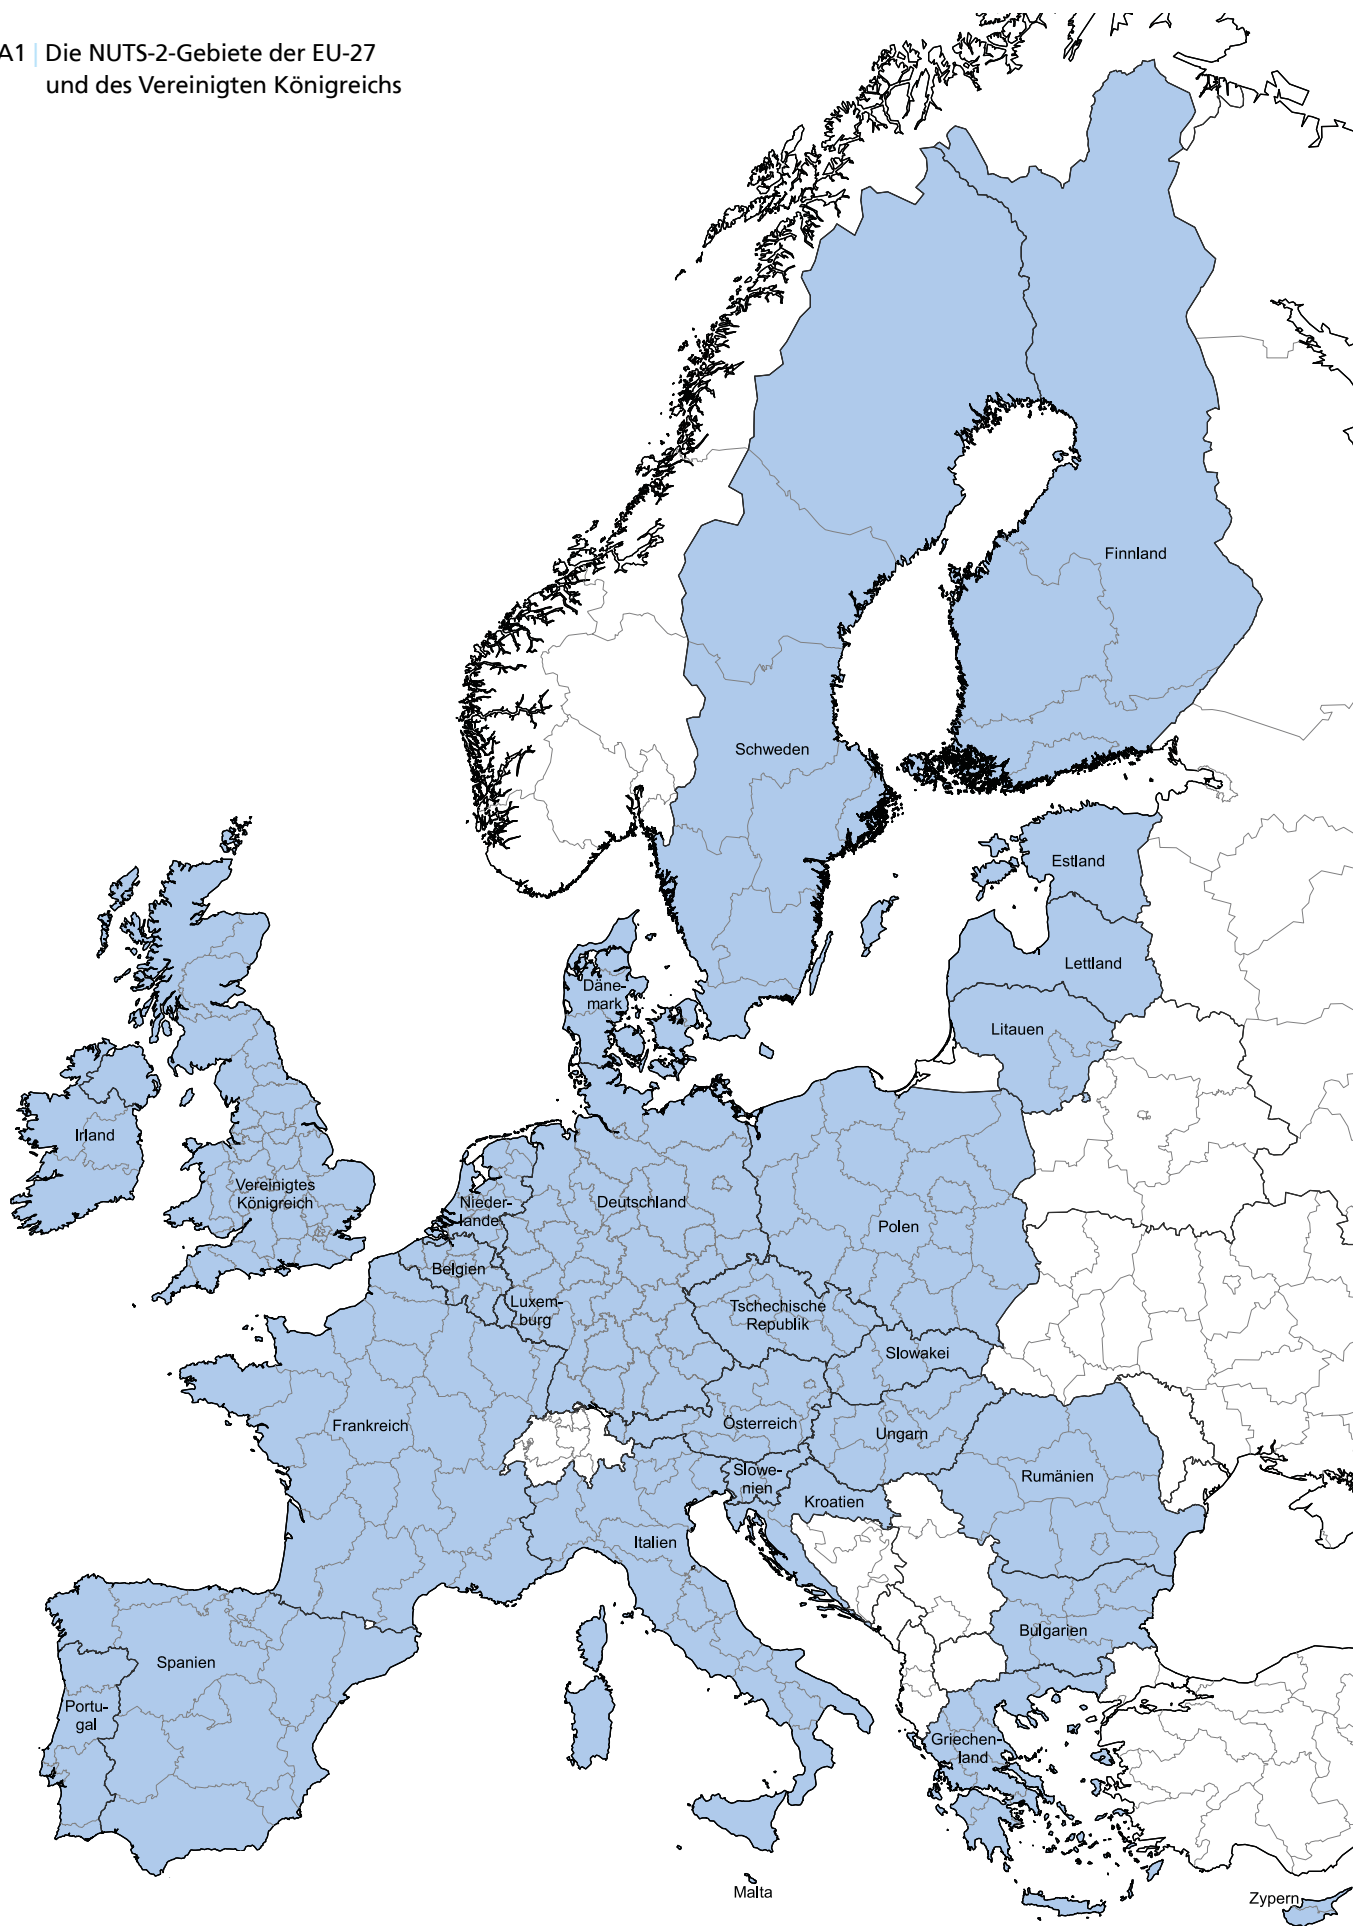 A1 | Die NUTS-2-Gebiete der EU-27
und des Vereinigten Königreichs
Finnland
Schweden
Estland
Lettland
Däne-
mark
Litauen
Irland
Vereinigtes
Königreich
Nieder-
lande
Deutschland
Polen
Belgien
Luxem-
burg
Tschechische
Republik
Slowakei
Frankreich
Österreich
Ungarn
Slowe-
nien
Rumänien
Kroatien
Italien
Bulgarien
Spanien
Portu-
gal
Griechen-
land
Malta
Zypern